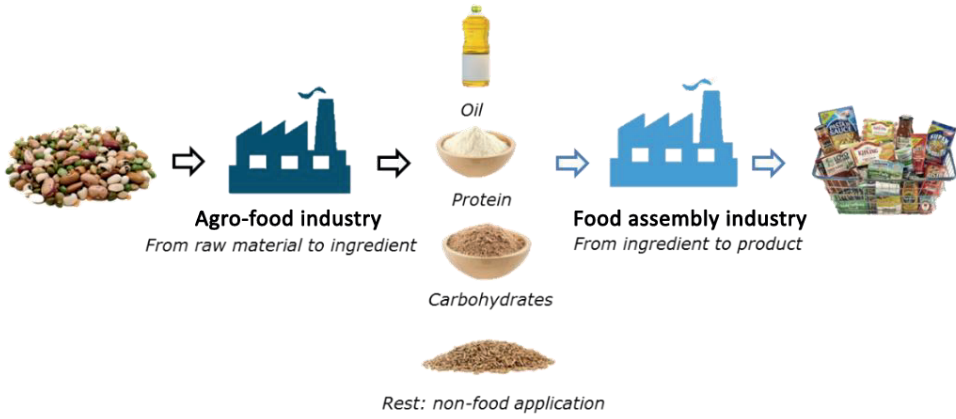 Oil
Protein
Agro-food industry
From raw material to ingredient
Food assembly industry
From ingredient to product
Carbohydrates
Rest: non-food application